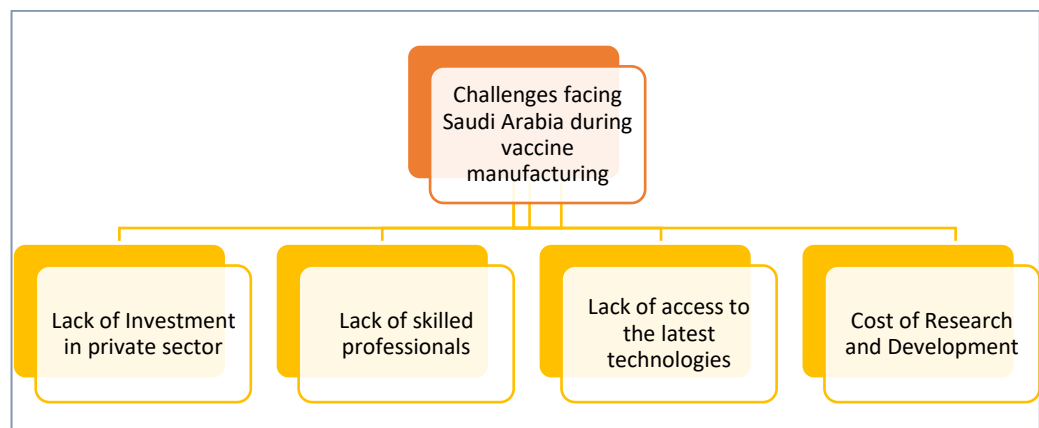 Challenges facing
Saudi Arabia during
vaccine
manufacturing
Lack of Investment
in private sector
Lack of skilled
professionals
Lack of access to
the latest
technologies
Cost of Research
and Development